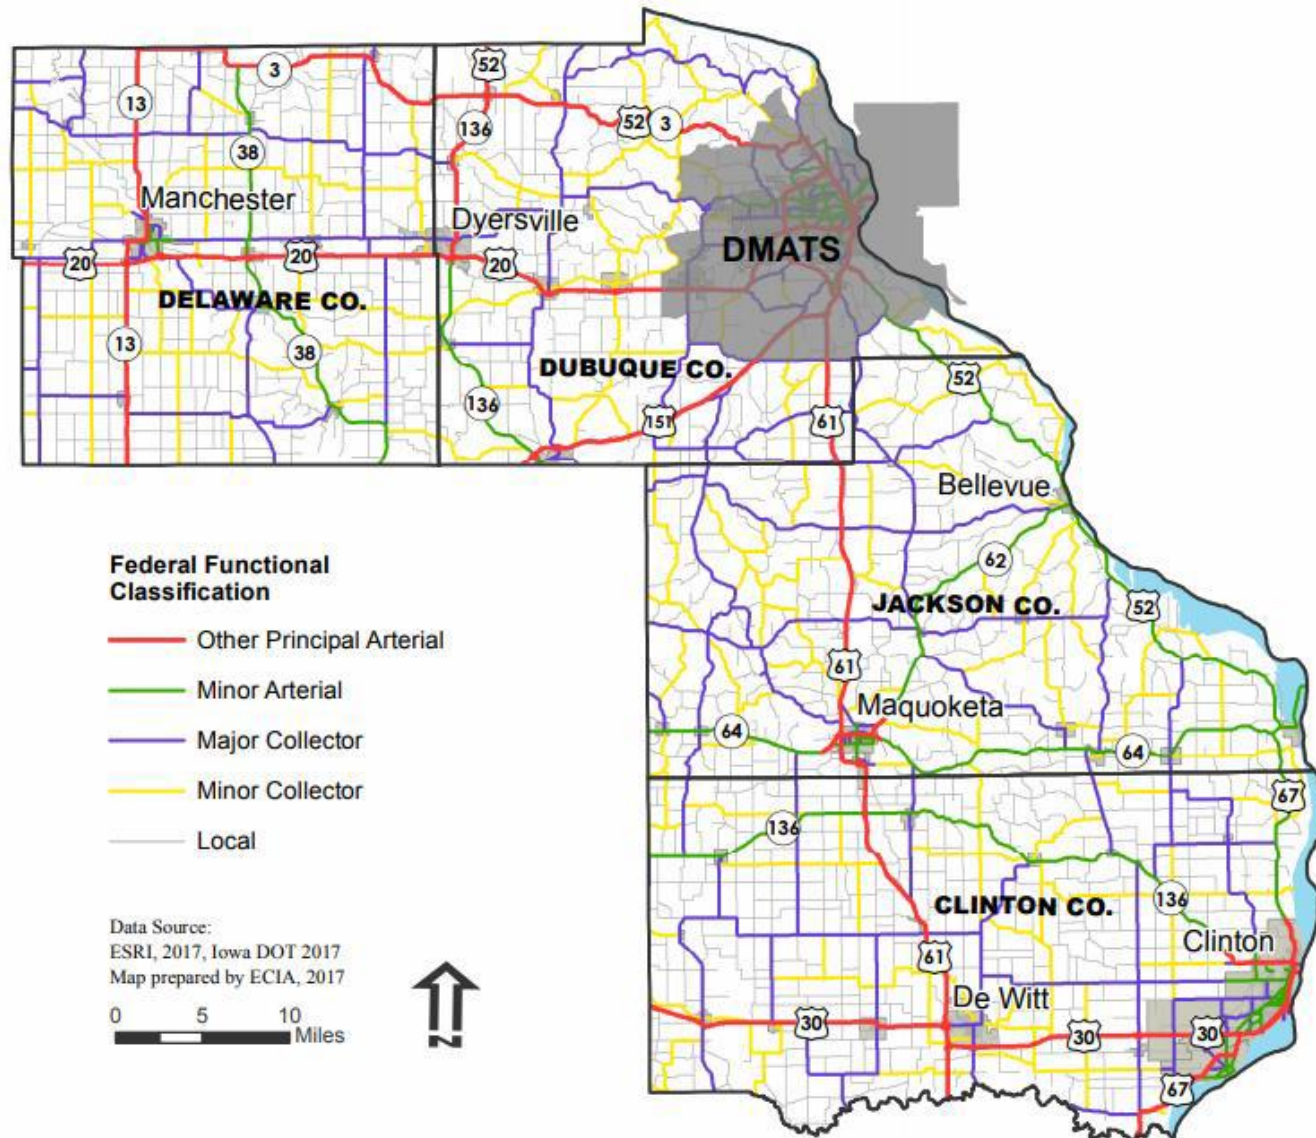 52
3
13
136
52
3
38
Manchester
Dyersville
DMATS
20
20
20
DELAWARE CO.
13
38
DUBUQUE CO.
52
136
151
61
Bellevue
62
JACKSON CO.
52
61
Maquoketa
64
64
67
136
136
CLINTON CO.
Clinton
61
De Witt
30
30
30
67
Federal Functional
Classification
Other Principal Arterial
Minor Arterial
Major Collector
Minor Collector
Local
Data Source:
ESRI, 2017, Iowa DOT 2017
Map prepared by ECIA, 2017
0 5 10
Miles
N